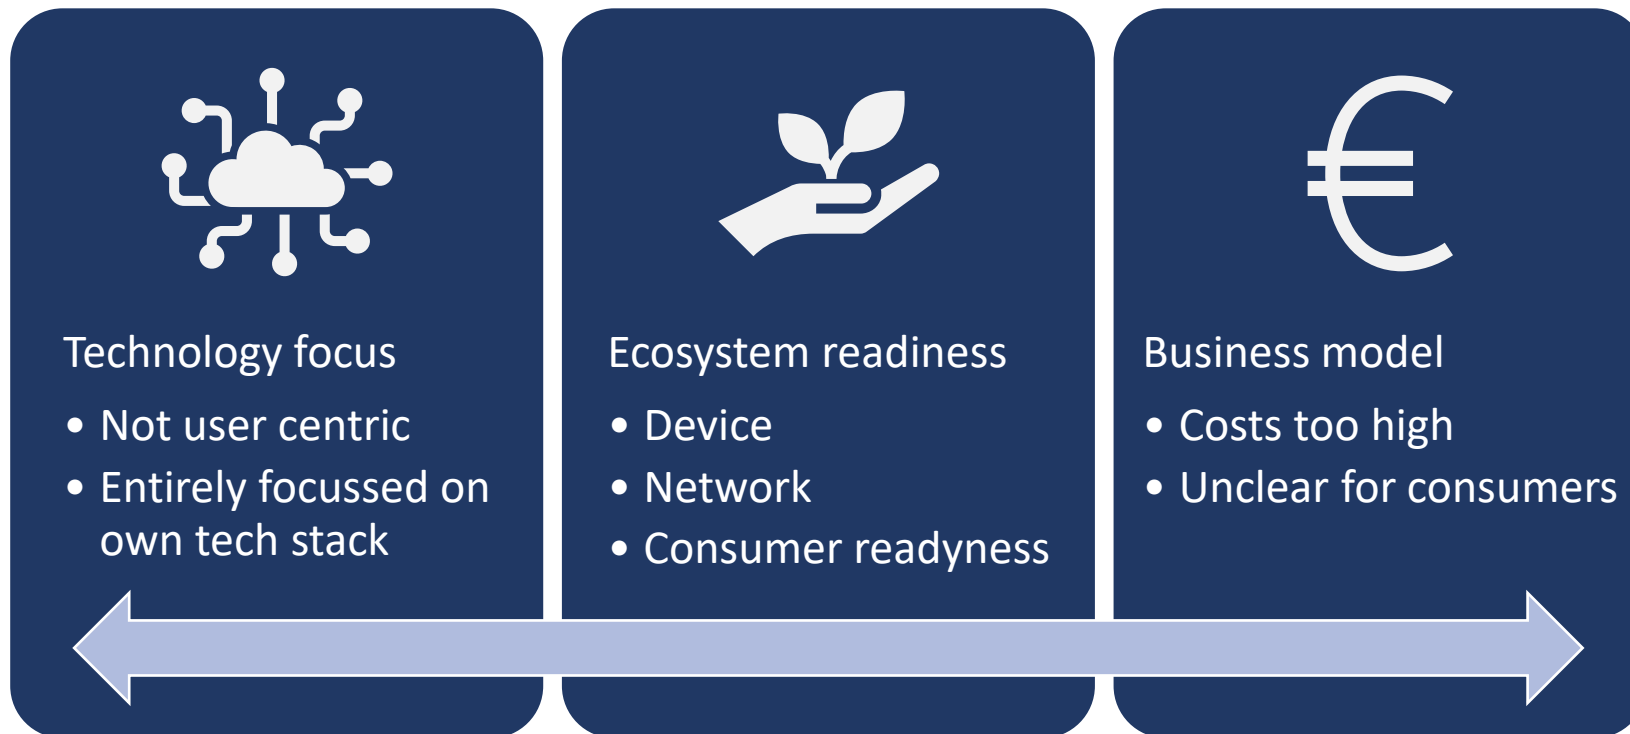 Technology focus
• Not user centric
• Entirely focussed on
own tech stack
Ecosystem readiness
• Device
• Network
• Consumer readyness
€
Business model
• Costs too high
• Unclear for consumers